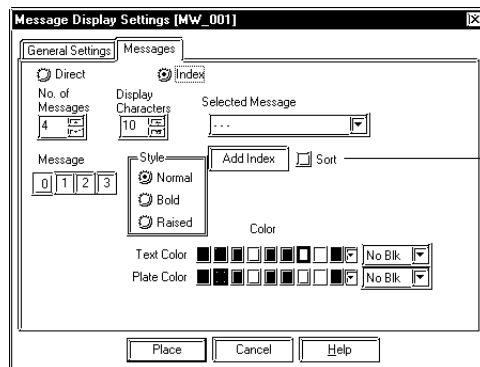 Message Display Settings [MW_001]
General Settings
Messages
Direct
Index
No. of Messages
Display Characters
Selected Message
4
10
- - -
Message
0 1 2 3
Style
Normal
Bold
Raised
Add Index
Sort
Color
Text Color
No Blk
Plate Color
No Blk
Place
Cancel
Help